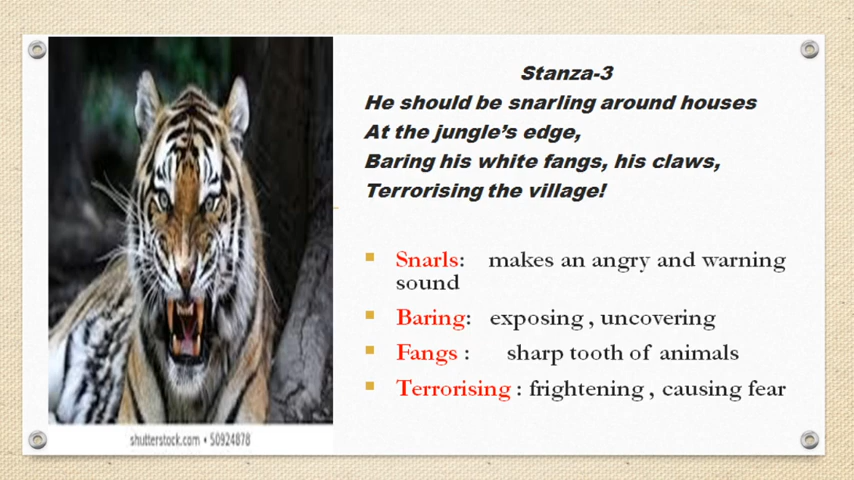 Stanza-3
He should be snarling around houses
At the jungle’s edge,
Baring his white fangs, his claws,
Terrorising the village!
Snarls: makes an angry and warning
sound
Baring: exposing , uncovering
Fangs : sharp tooth of animals
Terrorising : frightening , causing fear
shutterstock.com • 50924878